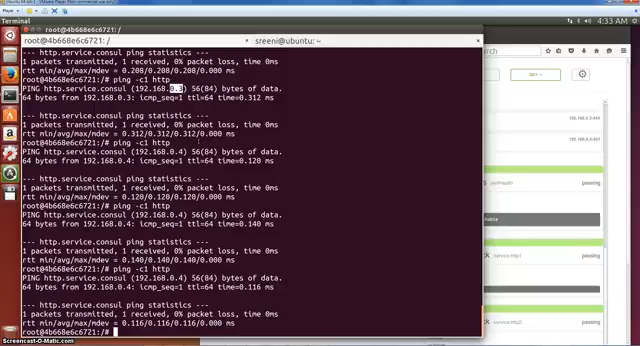 Ubuntu 64-bit-1 - VMware Player (Non-commercial use only)
Player
Terminal
4:33 AM
root@4b668e6c6721: /
root@4b668e6c6721: /
sreeni@ubuntu: ~
--- http.service.consul ping statistics ---
1 packets transmitted, 1 received, 0% packet loss, time 0ms
rtt min/avg/max/mdev = 0.208/0.208/0.208/0.000 ms
root@4b668e6c6721:/# ping -c1 http
PING http.service.consul (192.168.0.3) 56(84) bytes of data.
64 bytes from 192.168.0.3: icmp_seq=1 ttl=64 time=0.312 ms
--- http.service.consul ping statistics ---
1 packets transmitted, 1 received, 0% packet loss, time 0ms
rtt min/avg/max/mdev = 0.312/0.312/0.312/0.000 ms
root@4b668e6c6721:/# ping -c1 http
PING http.service.consul (192.168.0.4) 56(84) bytes of data.
64 bytes from 192.168.0.4: icmp_seq=1 ttl=64 time=0.120 ms
--- http.service.consul ping statistics ---
1 packets transmitted, 1 received, 0% packet loss, time 0ms
rtt min/avg/max/mdev = 0.120/0.120/0.120/0.000 ms
root@4b668e6c6721:/# ping -c1 http
PING http.service.consul (192.168.0.4) 56(84) bytes of data.
64 bytes from 192.168.0.4: icmp_seq=1 ttl=64 time=0.140 ms
--- http.service.consul ping statistics ---
1 packets transmitted, 1 received, 0% packet loss, time 0ms
rtt min/avg/max/mdev = 0.140/0.140/0.140/0.000 ms
root@4b668e6c6721:/# ping -c1 http
PING http.service.consul (192.168.0.4) 56(84) bytes of data.
64 bytes from 192.168.0.4: icmp_seq=1 ttl=64 time=0.116 ms
--- http.service.consul ping statistics ---
1 packets transmitted, 1 received, 0% packet loss, time 0ms
rtt min/avg/max/mdev = 0.116/0.116/0.116/0.000 ms
root@4b668e6c6721:/#
Search
DC1
passing
passing
passing
Screencast-O-Matic.com